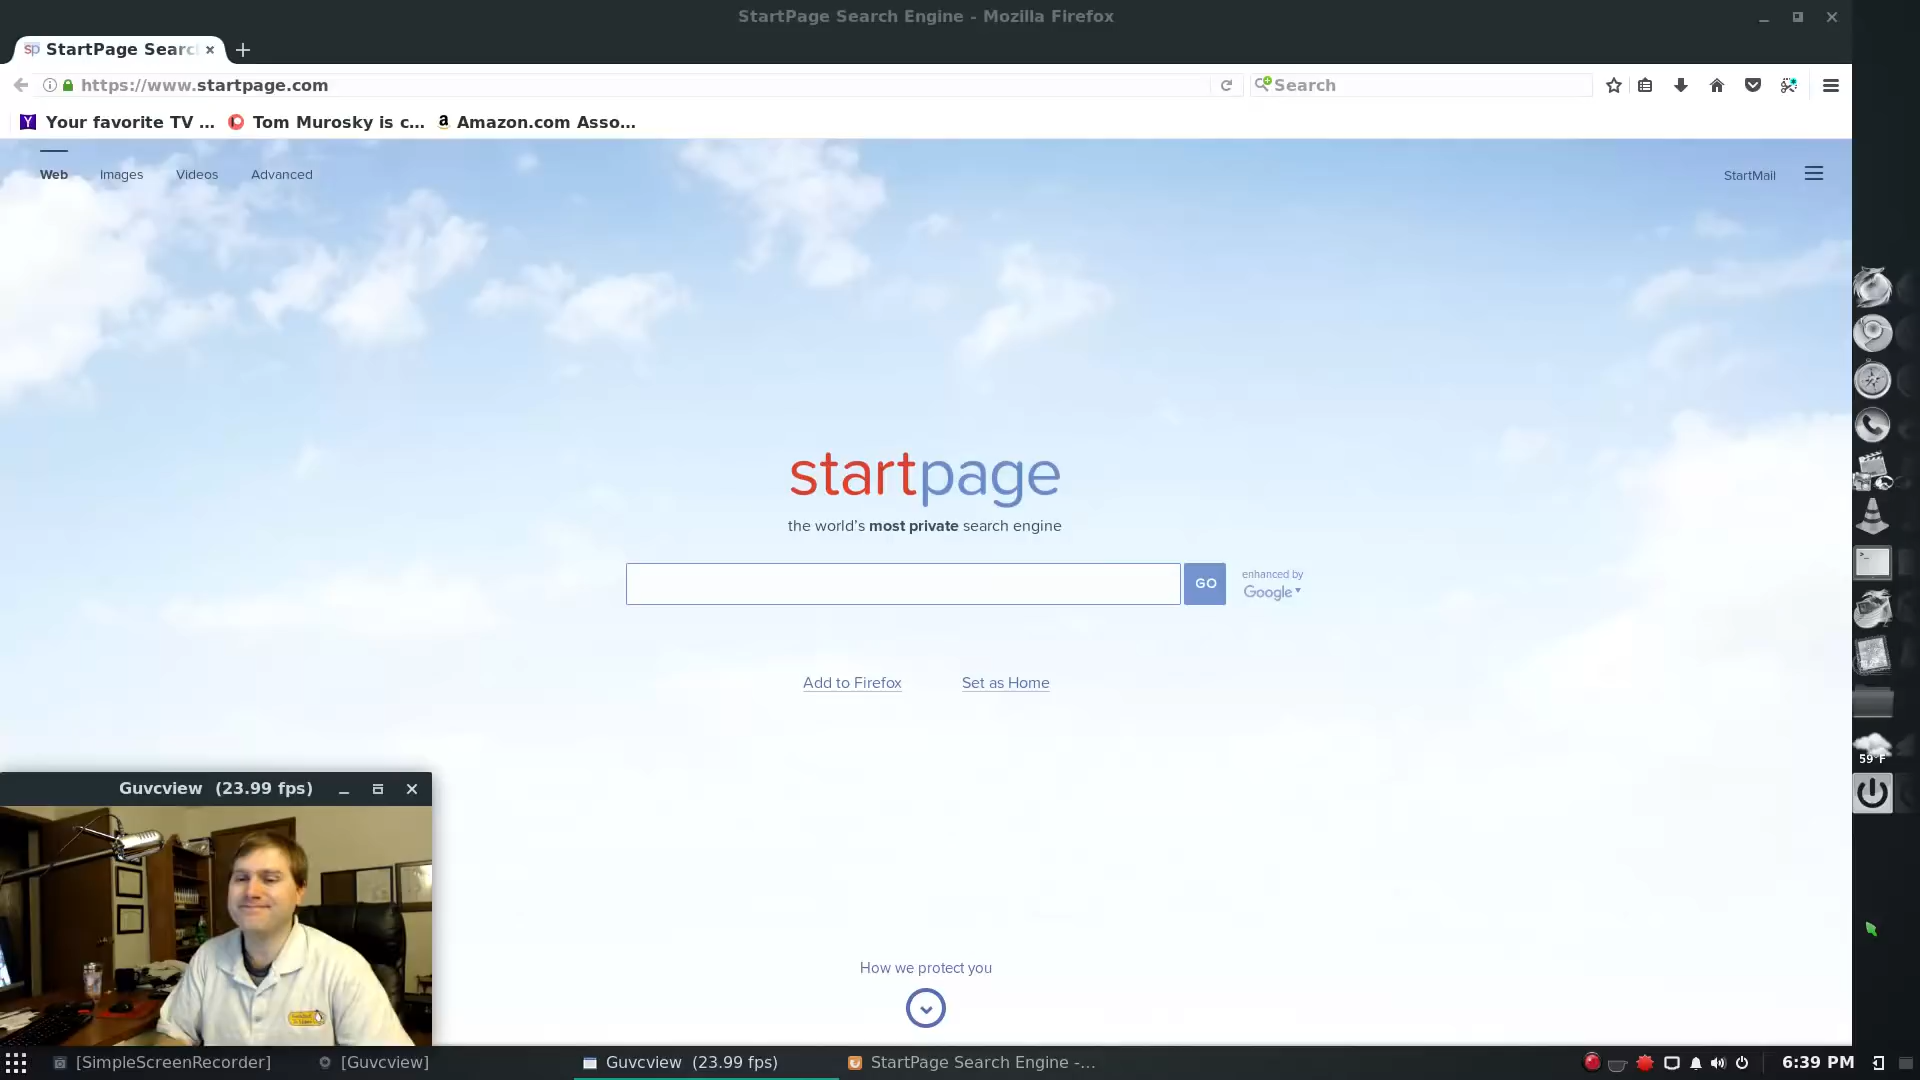 StartPage Search Engine - Mozilla Firefox
sp StartPage Searc
https://www.startpage.com
Search
Your favorite TV ...
Tom Murosky is c...
Amazon.com Asso...
Web
Images
Videos
Advanced
StartMail
startpage
the world's most private search engine
GO
enhanced by
Google
Add to Firefox
Set as Home
59°F
Guvcview (23.99 fps)
How we protect you
[SimpleScreenRecorder]
[Guvcview]
Guvcview (23.99 fps)
StartPage Search Engine -...
6:39 PM